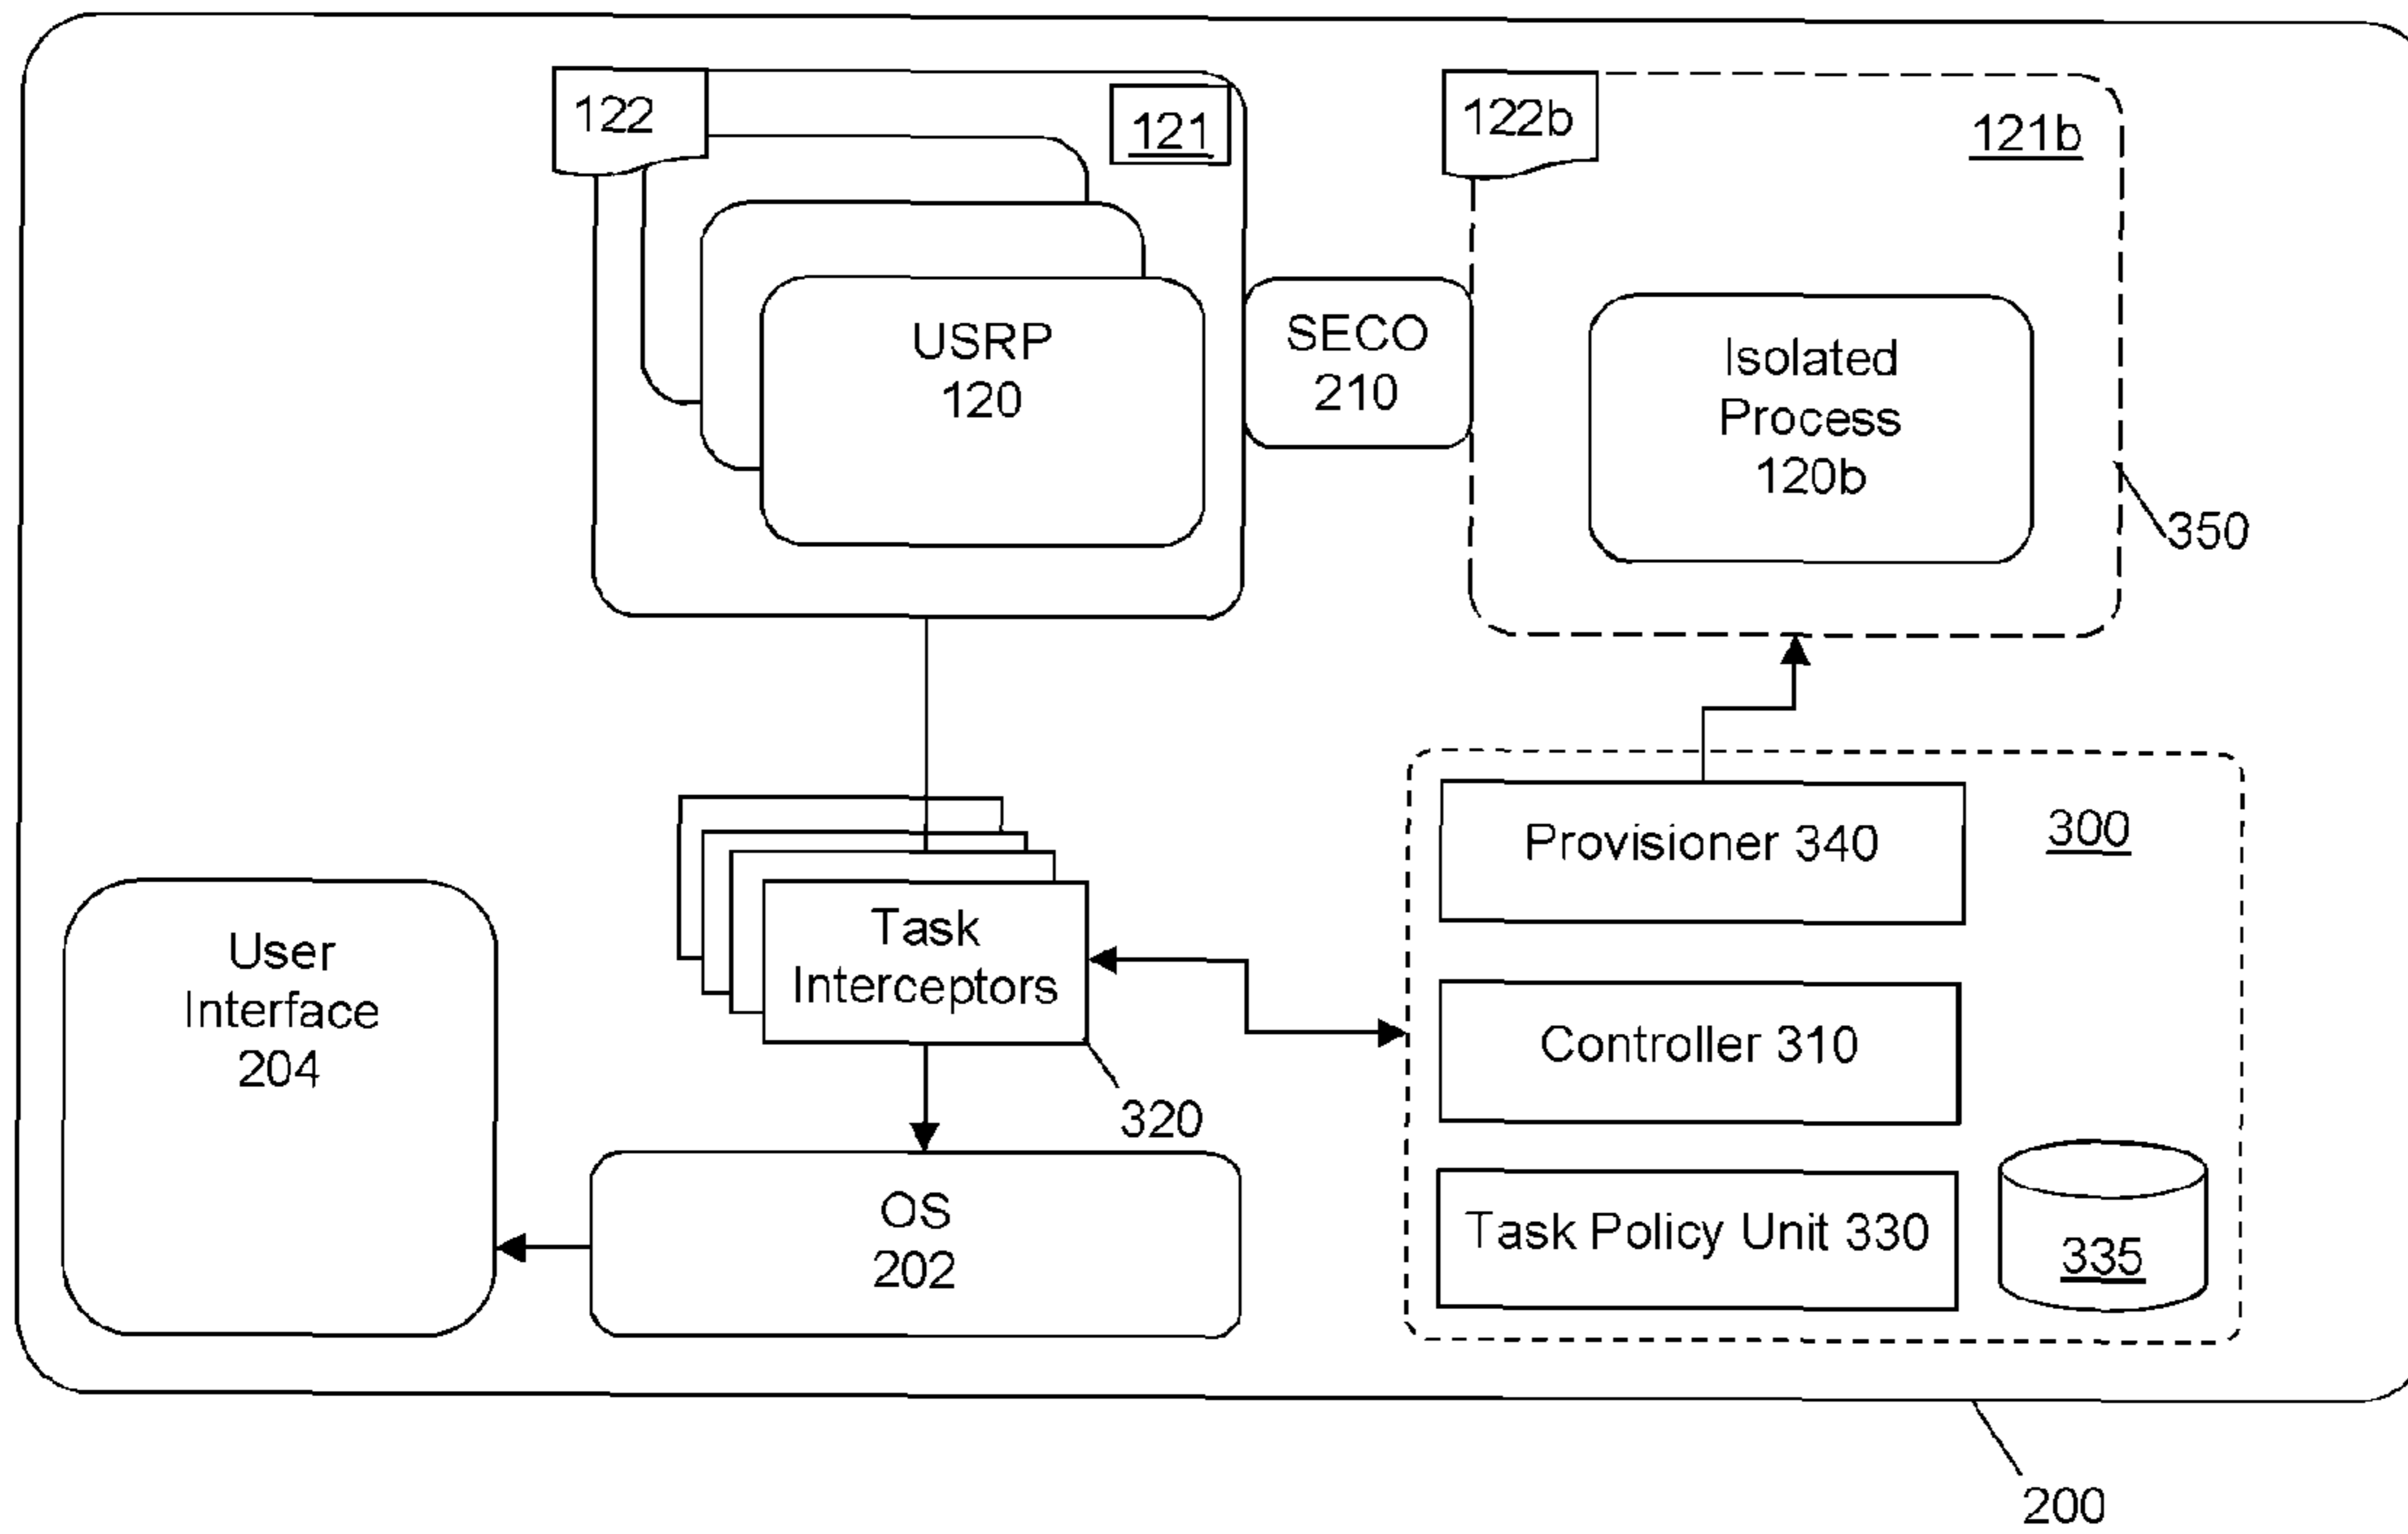 122
121
122b
121b
USRP
120
SECO
210
Isolated
Process
120b
350
Provisioner 340
300
Task
Interceptors
User
Interface
204
Controller 310
320
OS
202
Task Policy Unit 330
335
200